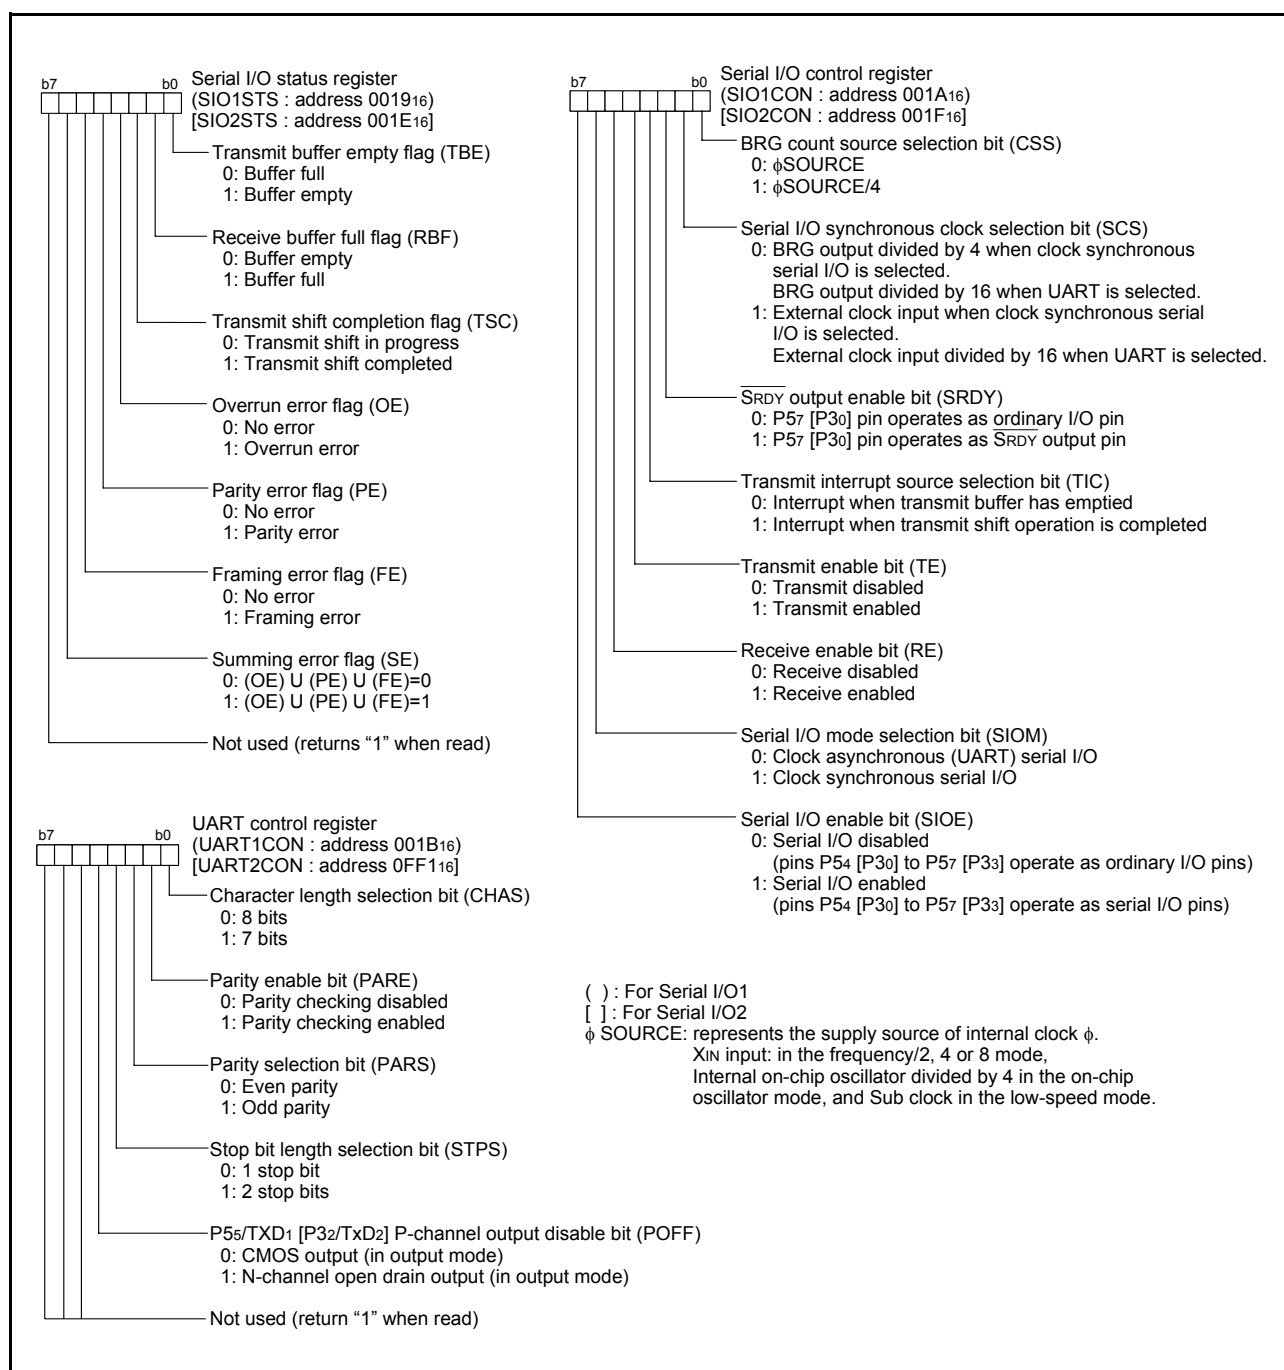 b7 b0 Serial I/O status register
(SIO1STS : address 001916)
[SIO2STS : address 001E16]
Transmit buffer empty flag (TBE)
0: Buffer full
1: Buffer empty
Receive buffer full flag (RBF)
0: Buffer empty
1: Buffer full
Transmit shift completion flag (TSC)
0: Transmit shift in progress
1: Transmit shift completed
Overrun error flag (OE)
0: No error
1: Overrun error
Parity error flag (PE)
0: No error
1: Parity error
Framing error flag (FE)
0: No error
1: Framing error
Summing error flag (SE)
0: (OE) U (PE) U (FE)=0
1: (OE) U (PE) U (FE)=1
Not used (returns “1” when read)
b7 b0 UART control register
(UART1CON : address 001B16)
[UART2CON : address 0FF116]
Character length selection bit (CHAS)
0: 8 bits
1: 7 bits
Parity enable bit (PARE)
0: Parity checking disabled
1: Parity checking enabled
Parity selection bit (PARS)
0: Even parity
1: Odd parity
Stop bit length selection bit (STPS)
0: 1 stop bit
1: 2 stop bits
P55/TXD1 [P32/TxD2] P-channel output disable bit (POFF)
0: CMOS output (in output mode)
1: N-channel open drain output (in output mode)
Not used (return “1” when read)
b7 b0 Serial I/O control register
(SIO1CON : address 001A16)
[SIO2CON : address 001F16]
BRG count source selection bit (CSS)
0: ϕSOURCE
1: ϕSOURCE/4
Serial I/O synchronous clock selection bit (SCS)
0: BRG output divided by 4 when clock synchronous
serial I/O is selected.
BRG output divided by 16 when UART is selected.
1: External clock input when clock synchronous serial
I/O is selected.
External clock input divided by 16 when UART is selected.
SRDY output enable bit (SRDY)
0: P57 [P30] pin operates as ordinary I/O pin
1: P57 [P30] pin operates as SRDY output pin
Transmit interrupt source selection bit (TIC)
0: Interrupt when transmit buffer has emptied
1: Interrupt when transmit shift operation is completed
Transmit enable bit (TE)
0: Transmit disabled
1: Transmit enabled
Receive enable bit (RE)
0: Receive disabled
1: Receive enabled
Serial I/O mode selection bit (SIOM)
0: Clock asynchronous (UART) serial I/O
1: Clock synchronous serial I/O
Serial I/O enable bit (SIOE)
0: Serial I/O disabled
(pins P54 [P30] to P57 [P33] operate as ordinary I/O pins)
1: Serial I/O enabled
(pins P54 [P30] to P57 [P33] operate as serial I/O pins)
( ) : For Serial I/O1
[ ] : For Serial I/O2
ϕ SOURCE: represents the supply source of internal clock ϕ.
XIN input: in the frequency/2, 4 or 8 mode,
Internal on-chip oscillator divided by 4 in the on-chip
oscillator mode, and Sub clock in the low-speed mode.